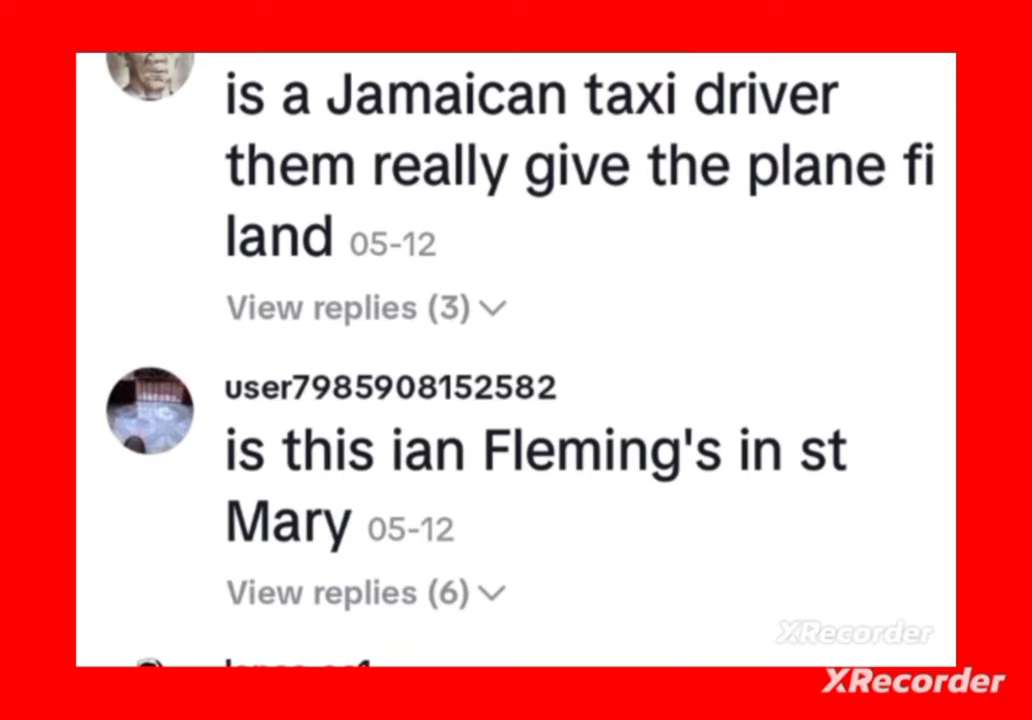 is a Jamaican taxi driver
them really give the plane fi
land 05-12
View replies (3)
user7985908152582
is this ian Fleming's in st
Mary 05-12
View replies (6)
XRecorder
XRecorder